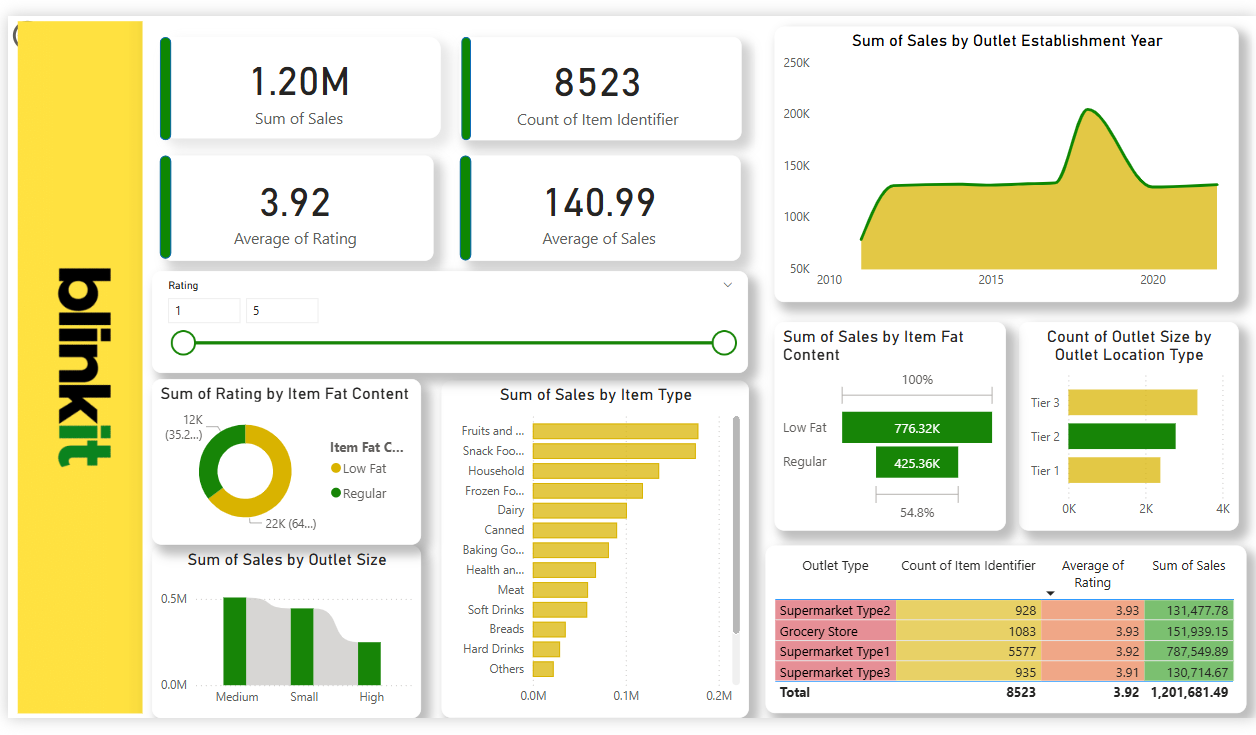 blinkit
1.20M
Sum of Sales
8523
Count of Item Identifier
3.92
Average of Rating
140.99
Average of Sales
Rating
1
5
Sum of Sales by Outlet Establishment Year
250K
200K
150K
100K
50K
2010
2015
2020
Sum of Rating by Item Fat Content
12K
(35.2...)
22K (64...)
Item Fat C...
Low Fat
Regular
Sum of Sales by Outlet Size
0.5M
0.0M
Medium
Small
High
Sum of Sales by Item Type
Fruits and ...
Snack Foo...
Household
Frozen Fo...
Dairy
Canned
Baking Go...
Health an...
Meat
Soft Drinks
Breads
Hard Drinks
Others
0.0M
0.1M
0.2M
Sum of Sales by Item Fat
Content
100%
Low Fat
776.32K
Regular
425.36K
54.8%
Count of Outlet Size by
Outlet Location Type
Tier 3
Tier 2
Tier 1
0K
2K
4K
Outlet Type Count of Item Identifier Average of Rating Sum of Sales
Supermarket Type2 928 3.93 131,477.78
Grocery Store 1083 3.93 151,939.15
Supermarket Type1 5577 3.92 787,549.89
Supermarket Type3 935 3.91 130,714.67
Total 8523 3.92 1,201,681.49